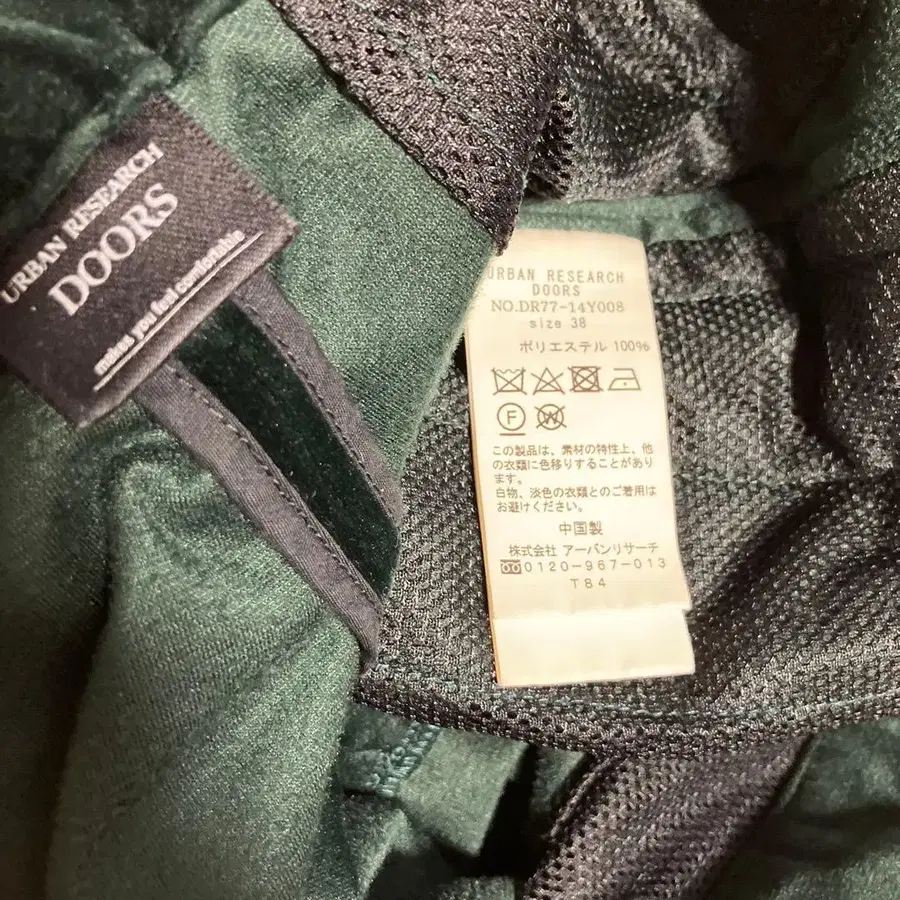 URBAN RESEARCH
DOORS
makes you feel comfortable
URBAN RESEARCH
DOORS
NO.DR77-14Y008
size 38
ポリエステル 100%
F W
この製品は、素材の特性上、他
の衣類に色移りすることがあり
ます。
白物、淡色の衣類とのご着用は
お避けください。
中国製
株式会社 アーバンリサーチ
0120-967-013
T84